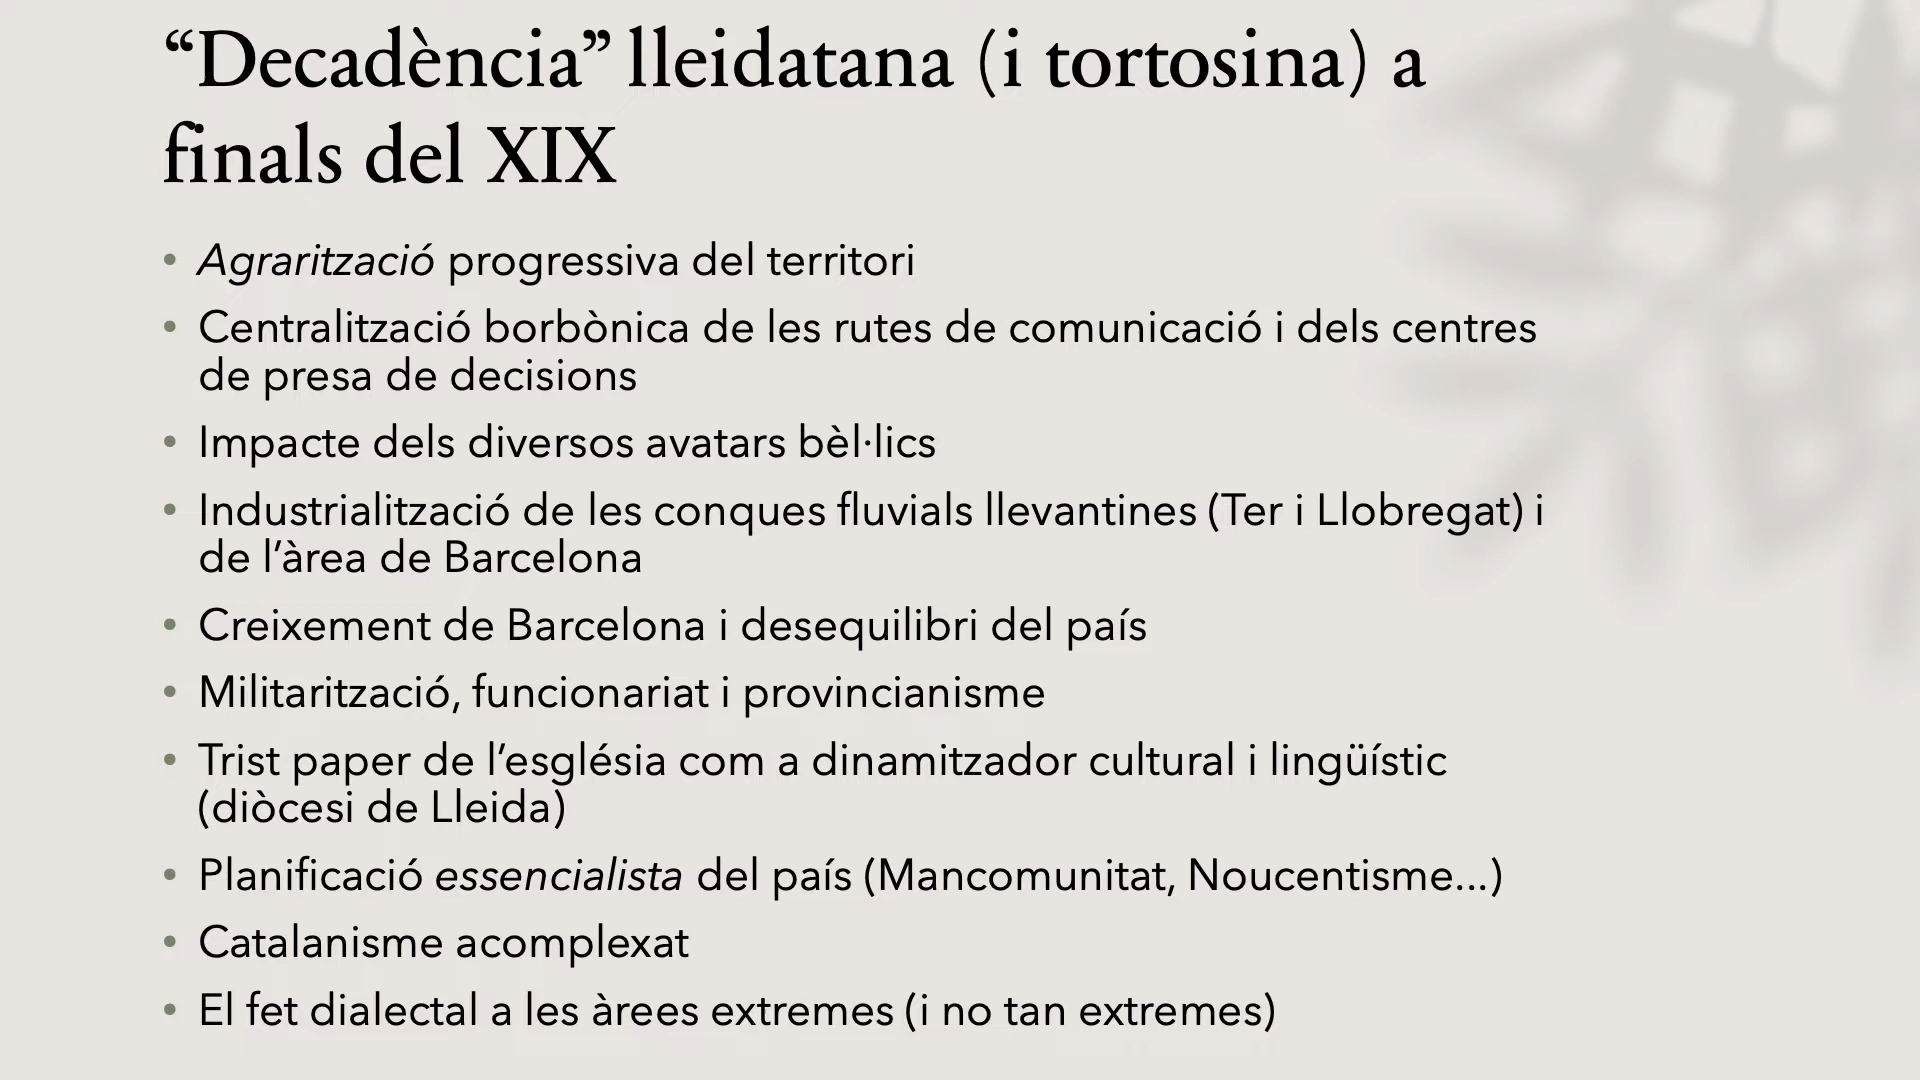 “Decadència” lleidatana (i tortosina) a
finals del XIX
• Agrarització progressiva del territori
• Centralització borbònica de les rutes de comunicació i dels centres
de presa de decisions
• Impacte dels diversos avatars bèl·lics
• Industrialització de les conques fluvials llevantines (Ter i Llobregat) i
de l’àrea de Barcelona
• Creixement de Barcelona i desequilibri del país
• Militarització, funcionariat i provincianisme
• Trist paper de l’església com a dinamitzador cultural i lingüístic
(diòcesi de Lleida)
• Planificació essencialista del país (Mancomunitat, Noucentisme...)
• Catalanisme acomplexat
• El fet dialectal a les àrees extremes (i no tan extremes)